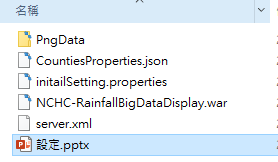 名稱
PngData
CountiesProperties.json
initailSetting.properties
NCHC-RainfallBigDataDisplay.war
server.xml
設定.pptx